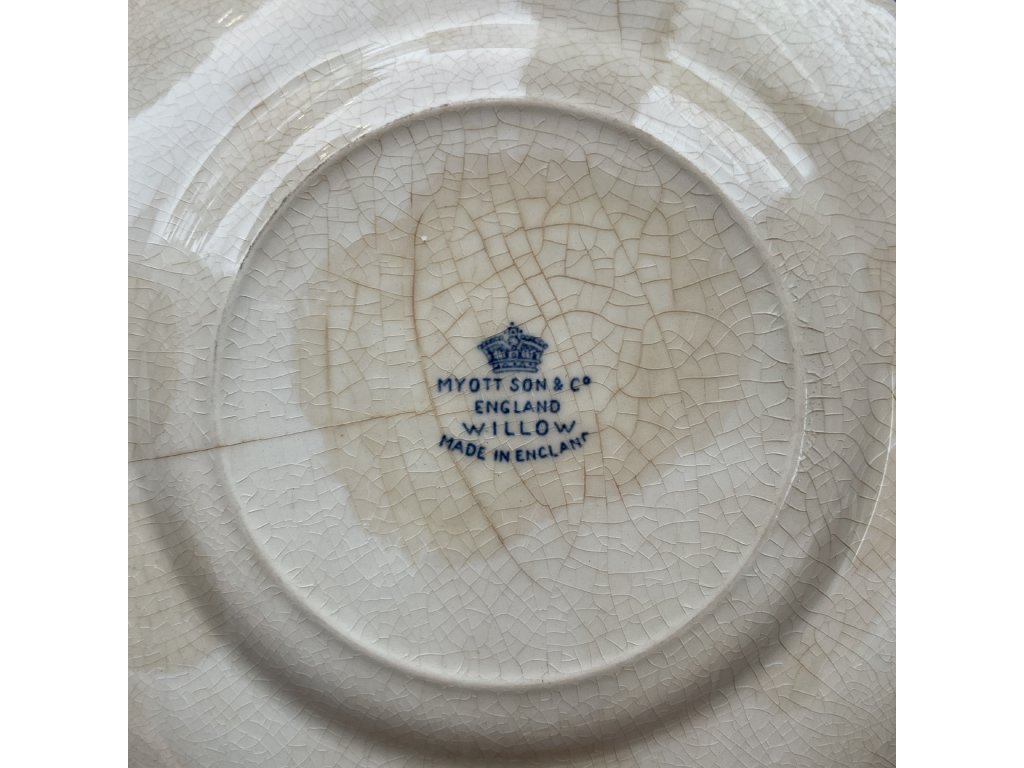 MYOTT SON & Cº
ENGLAND
WILLOW
MADE IN ENGLAND